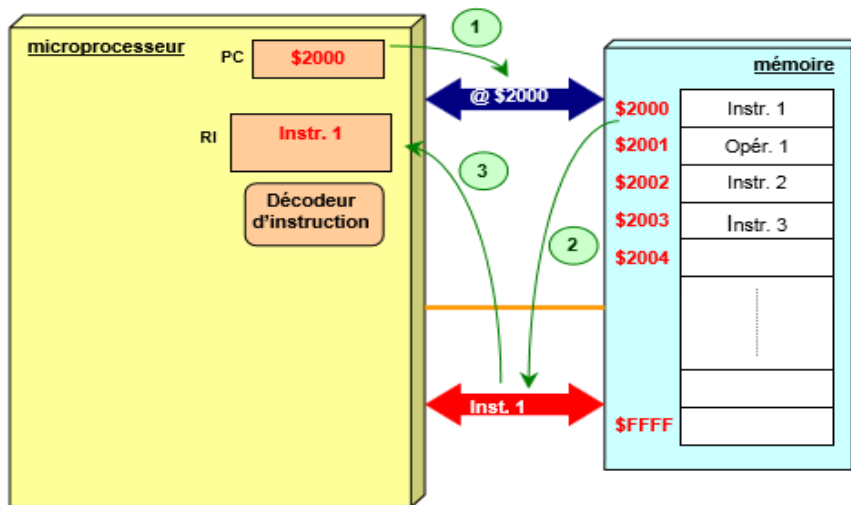 microprocesseur
PC
$2000
1
@ $2000
mémoire
$2000
Instr. 1
RI
Instr. 1
$2001
Opér. 1
3
$2002
Instr. 2
Décodeur
d'instruction
$2003
Instr. 3
2
$2004
Inst. 1
$FFFF